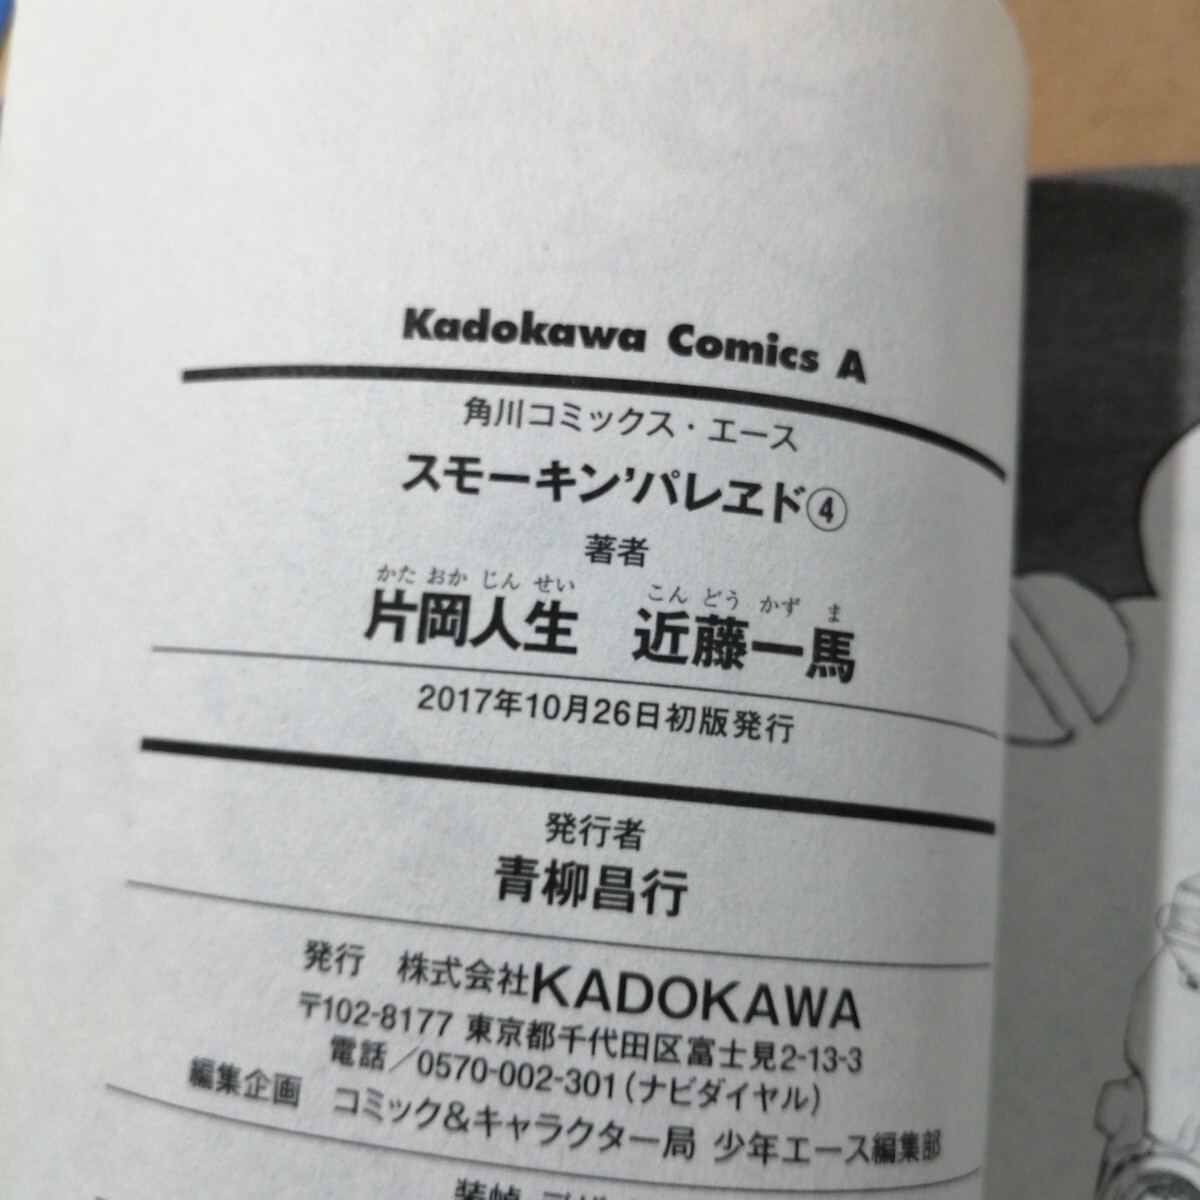 Kadokawa Comics A
角川コミックス・エース
スモーキン'パレヱド④
著者
かた おか じん せい　こん どう かず ま
片岡人生　近藤一馬
2017年10月26日初版発行
発行者
青柳昌行
発行　株式会社KADOKAWA
〒102-8177 東京都千代田区富士見2-13-3
電話／0570-002-301（ナビダイヤル）
編集企画　コミック&キャラクター局 少年エース編集部